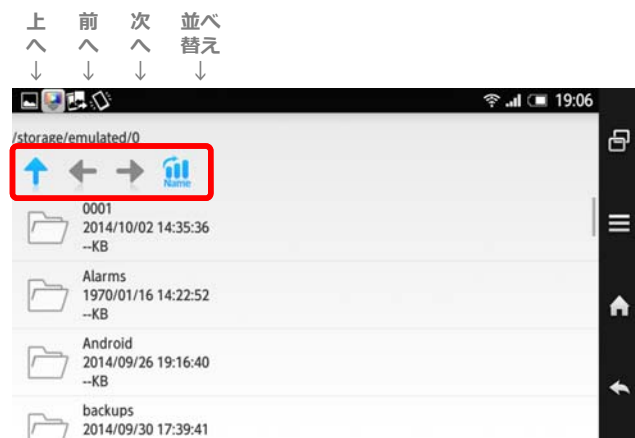 上へ 前へ 次へ 並べ替え
↓ ↓ ↓ ↓
19:06
/storage/emulated/0
Name
0001
2014/10/02 14:35:36
--KB
Alarms
1970/01/16 14:22:52
--KB
Android
2014/09/26 19:16:40
--KB
backups
2014/09/30 17:39:41